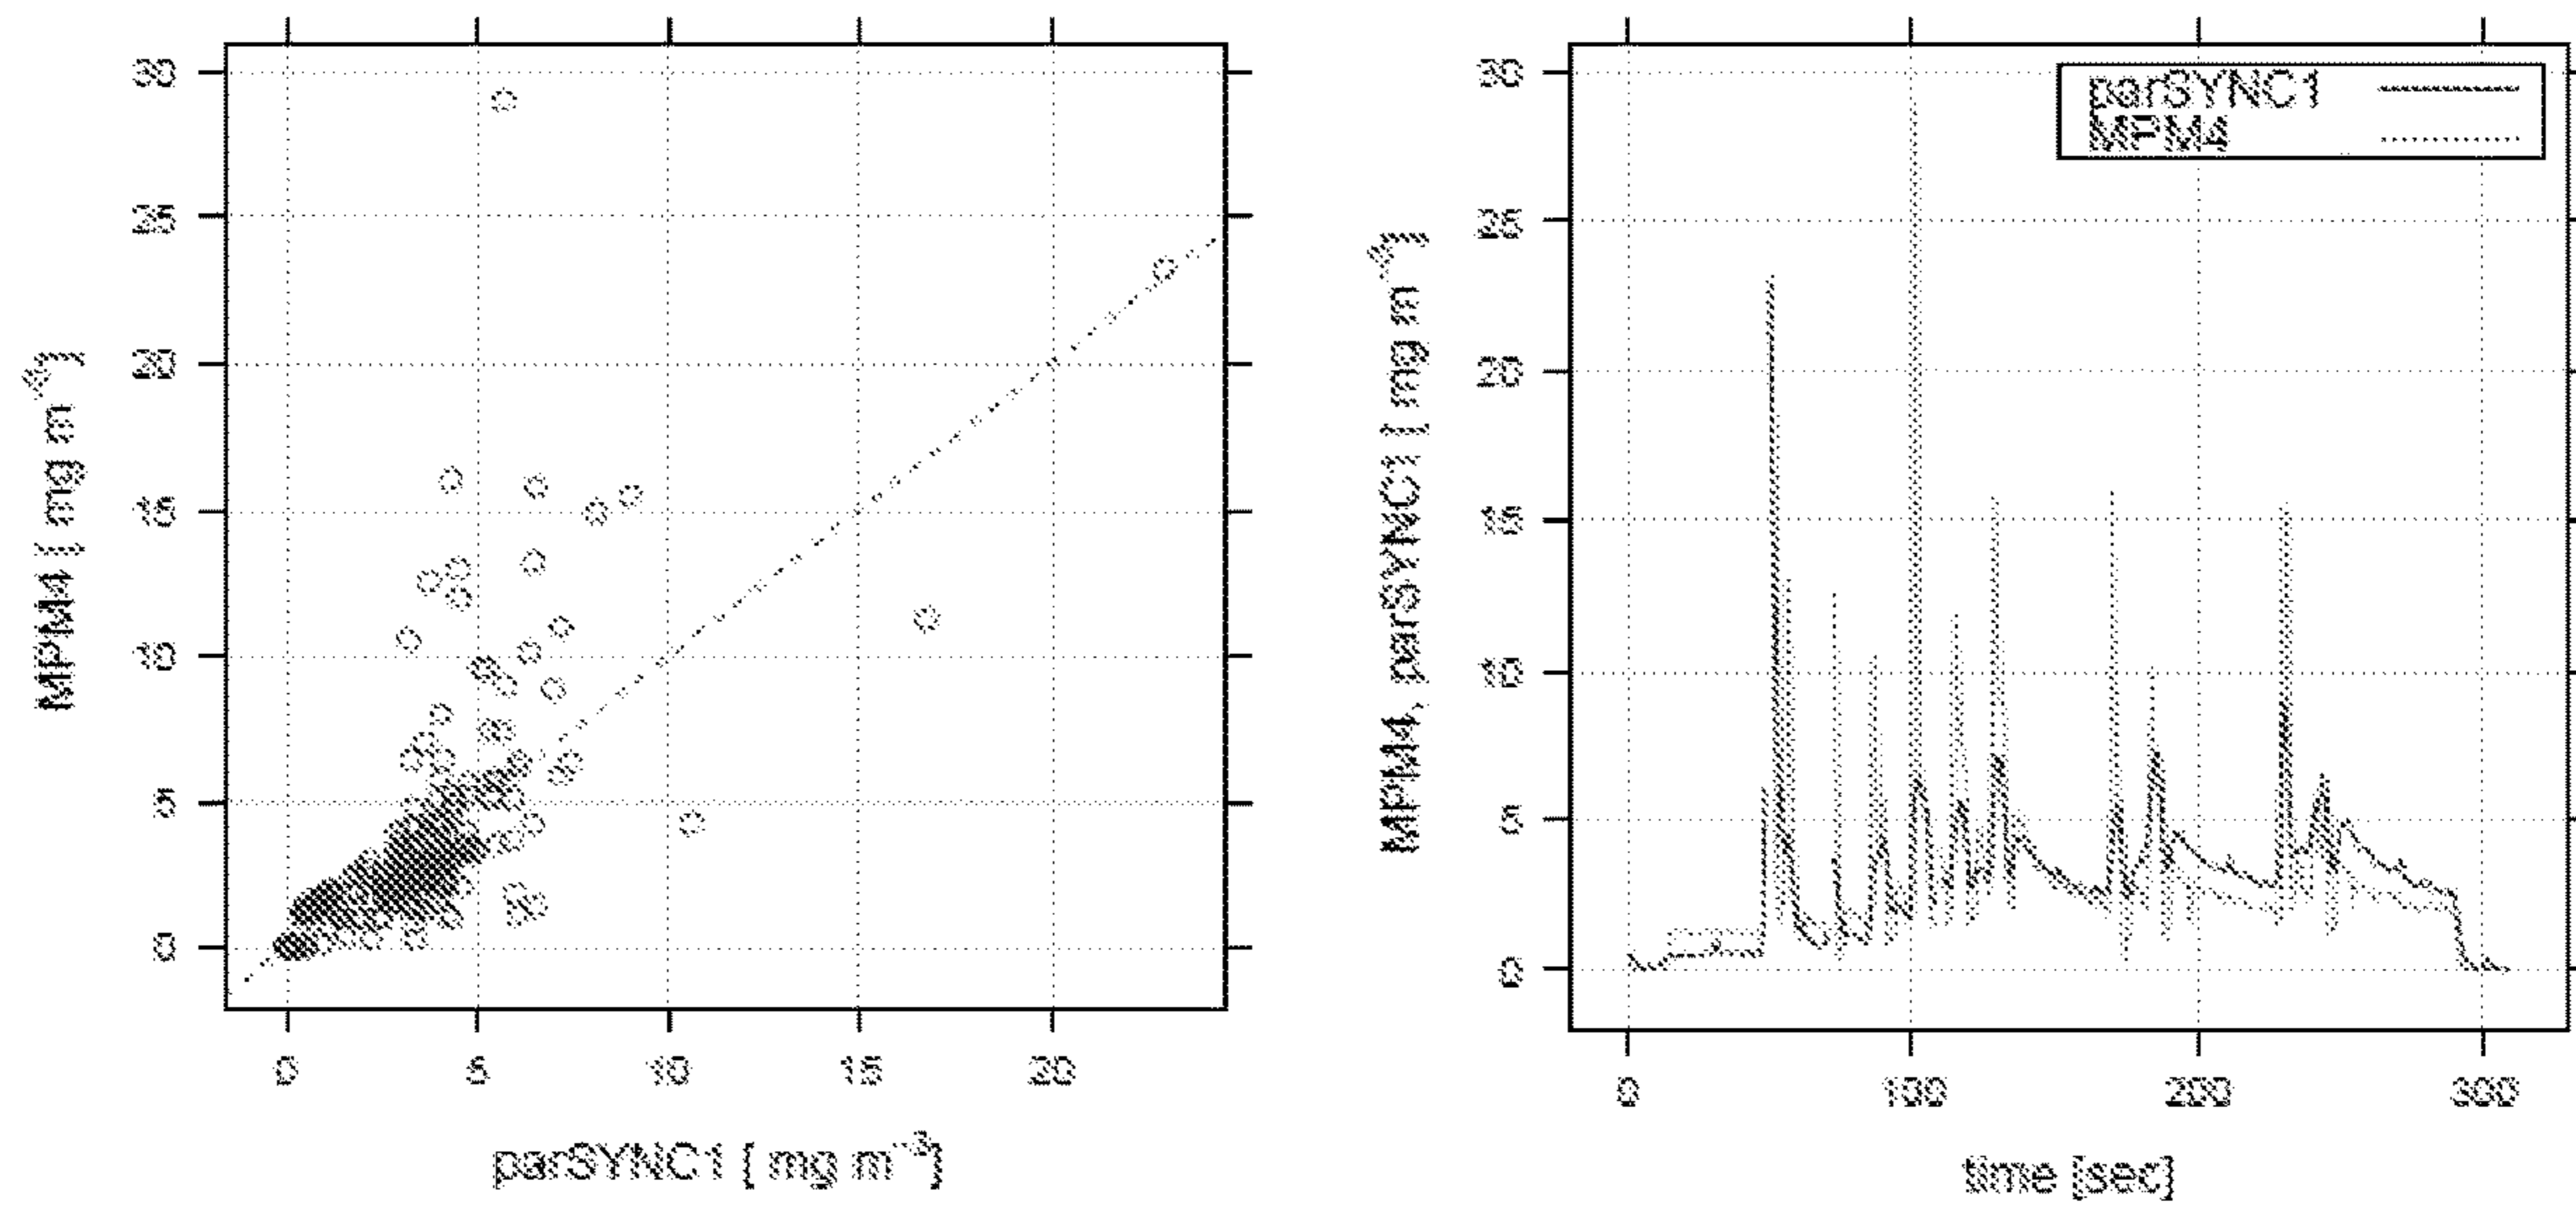 30
25
20
15
10
5
0
MPM4 [ mg m⁻³]
0 5 10 15 20
parSYNC1 [ mg m⁻³]
parSYNC1
MPM4
30
25
20
15
10
5
0
MPM4, parSYNC1 [ mg m⁻³]
0 100 200 300
time [sec]